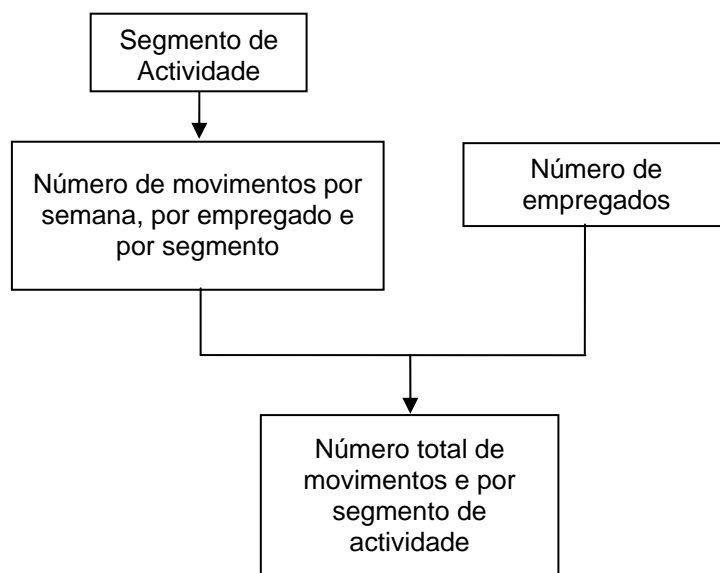 Segmento de
Actividade
Número de movimentos por
semana, por empregado e
por segmento
Número de
empregados
Número total de
movimentos e por
segmento de
actividade